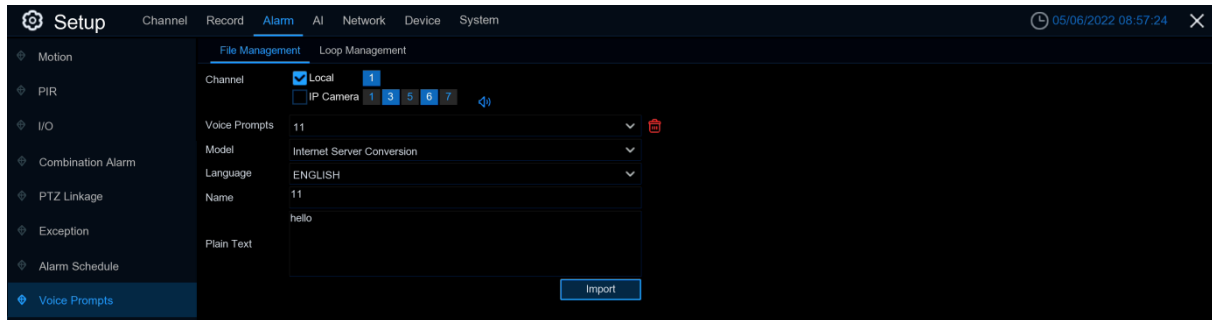 Setup Channel Record Alarm AI Network Device System 05/06/2022 08:57:24
Motion
PIR
I/O
Combination Alarm
PTZ Linkage
Exception
Alarm Schedule
Voice Prompts
File Management Loop Management
Channel Local 1
IP Camera 1 3 5 6 7
Voice Prompts 11
Model Internet Server Conversion
Language ENGLISH
Name 11
Plain Text hello
Import